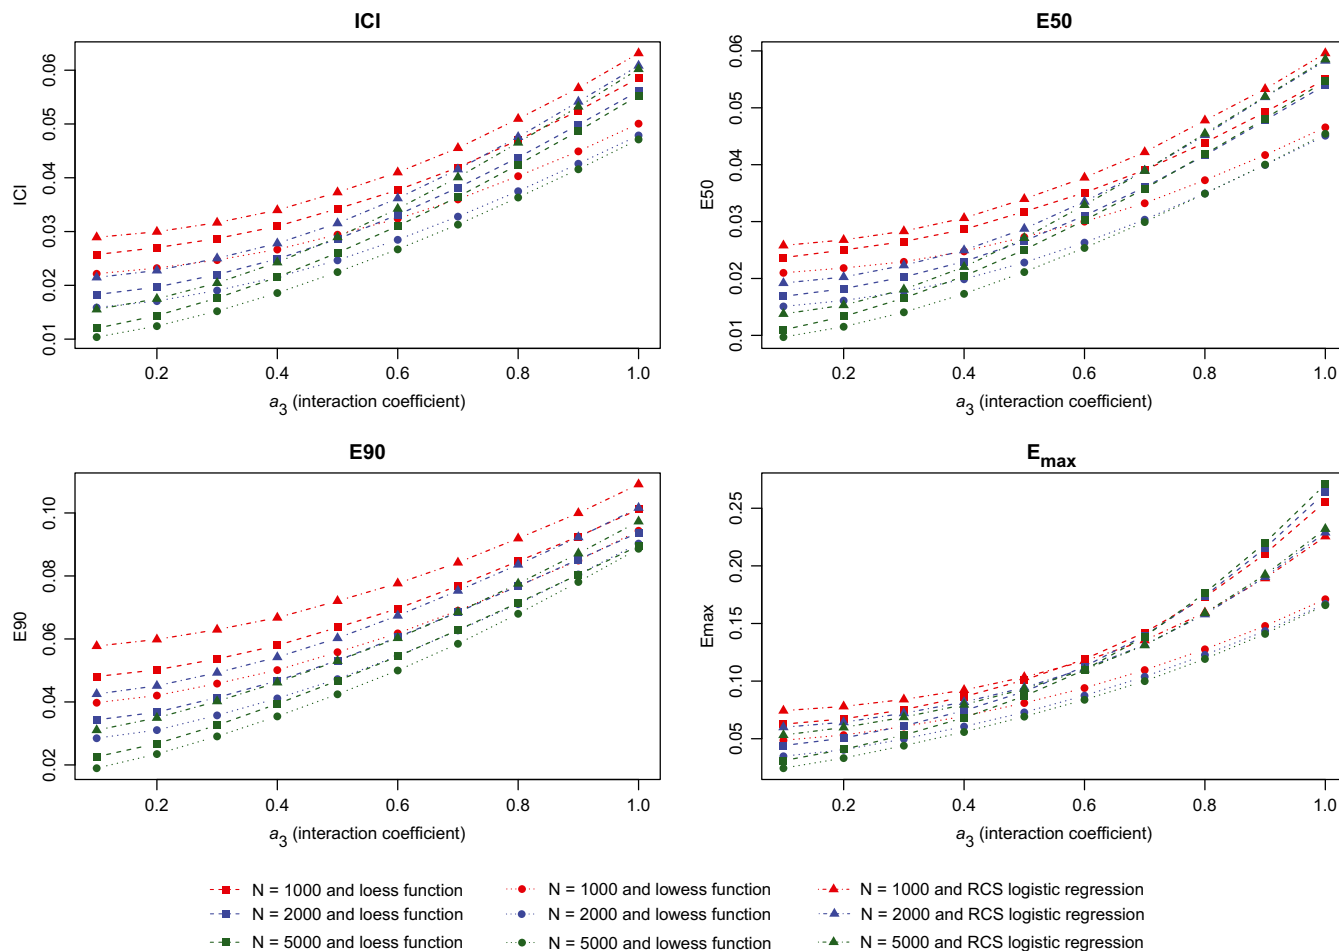 ICI
ICI
0.01 0.02 0.03 0.04 0.05 0.06
0.2 0.4 0.6 0.8 1.0
a3 (interaction coefficient)
E50
E50
0.01 0.02 0.03 0.04 0.05 0.06
0.2 0.4 0.6 0.8 1.0
a3 (interaction coefficient)
E90
E90
0.02 0.04 0.06 0.08 0.10
0.2 0.4 0.6 0.8 1.0
a3 (interaction coefficient)
Emax
Emax
0.05 0.10 0.15 0.20 0.25
0.2 0.4 0.6 0.8 1.0
a3 (interaction coefficient)
N = 1000 and loess function
N = 2000 and loess function
N = 5000 and loess function
N = 1000 and lowess function
N = 2000 and lowess function
N = 5000 and lowess function
N = 1000 and RCS logistic regression
N = 2000 and RCS logistic regression
N = 5000 and RCS logistic regression